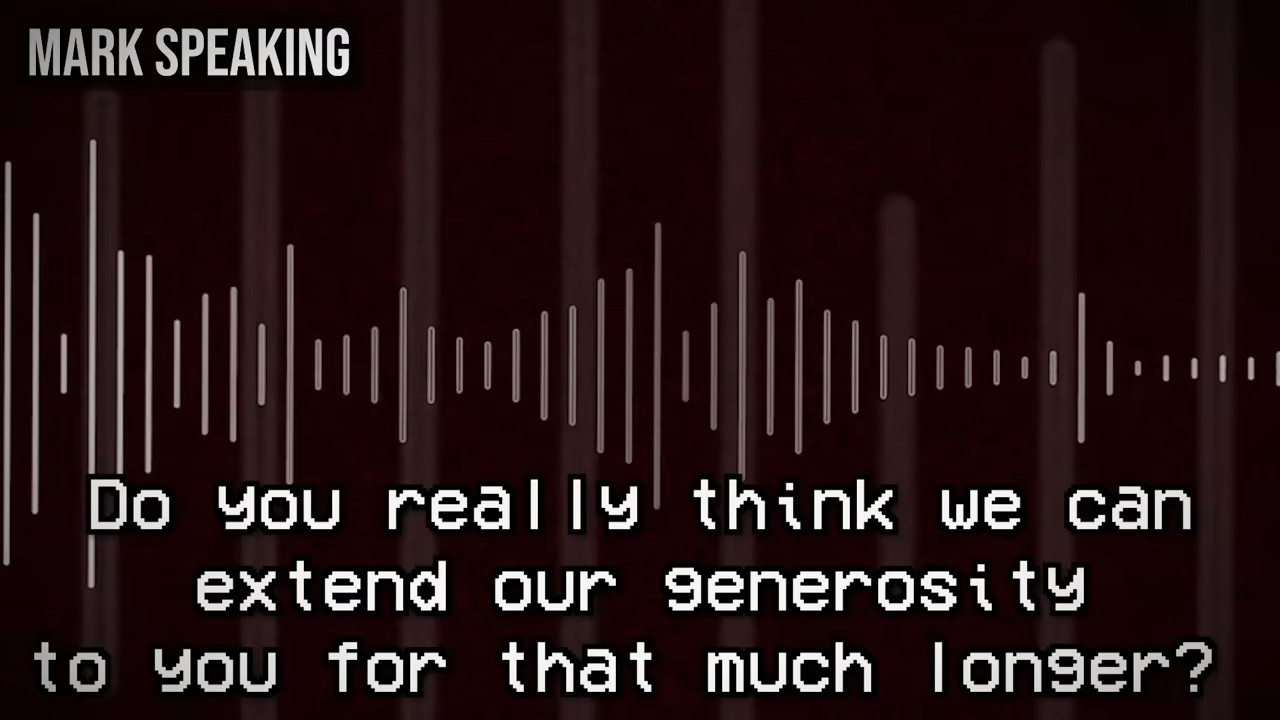 MARK SPEAKING
Do you really think we can
extend our generosity
to you for that much longer?